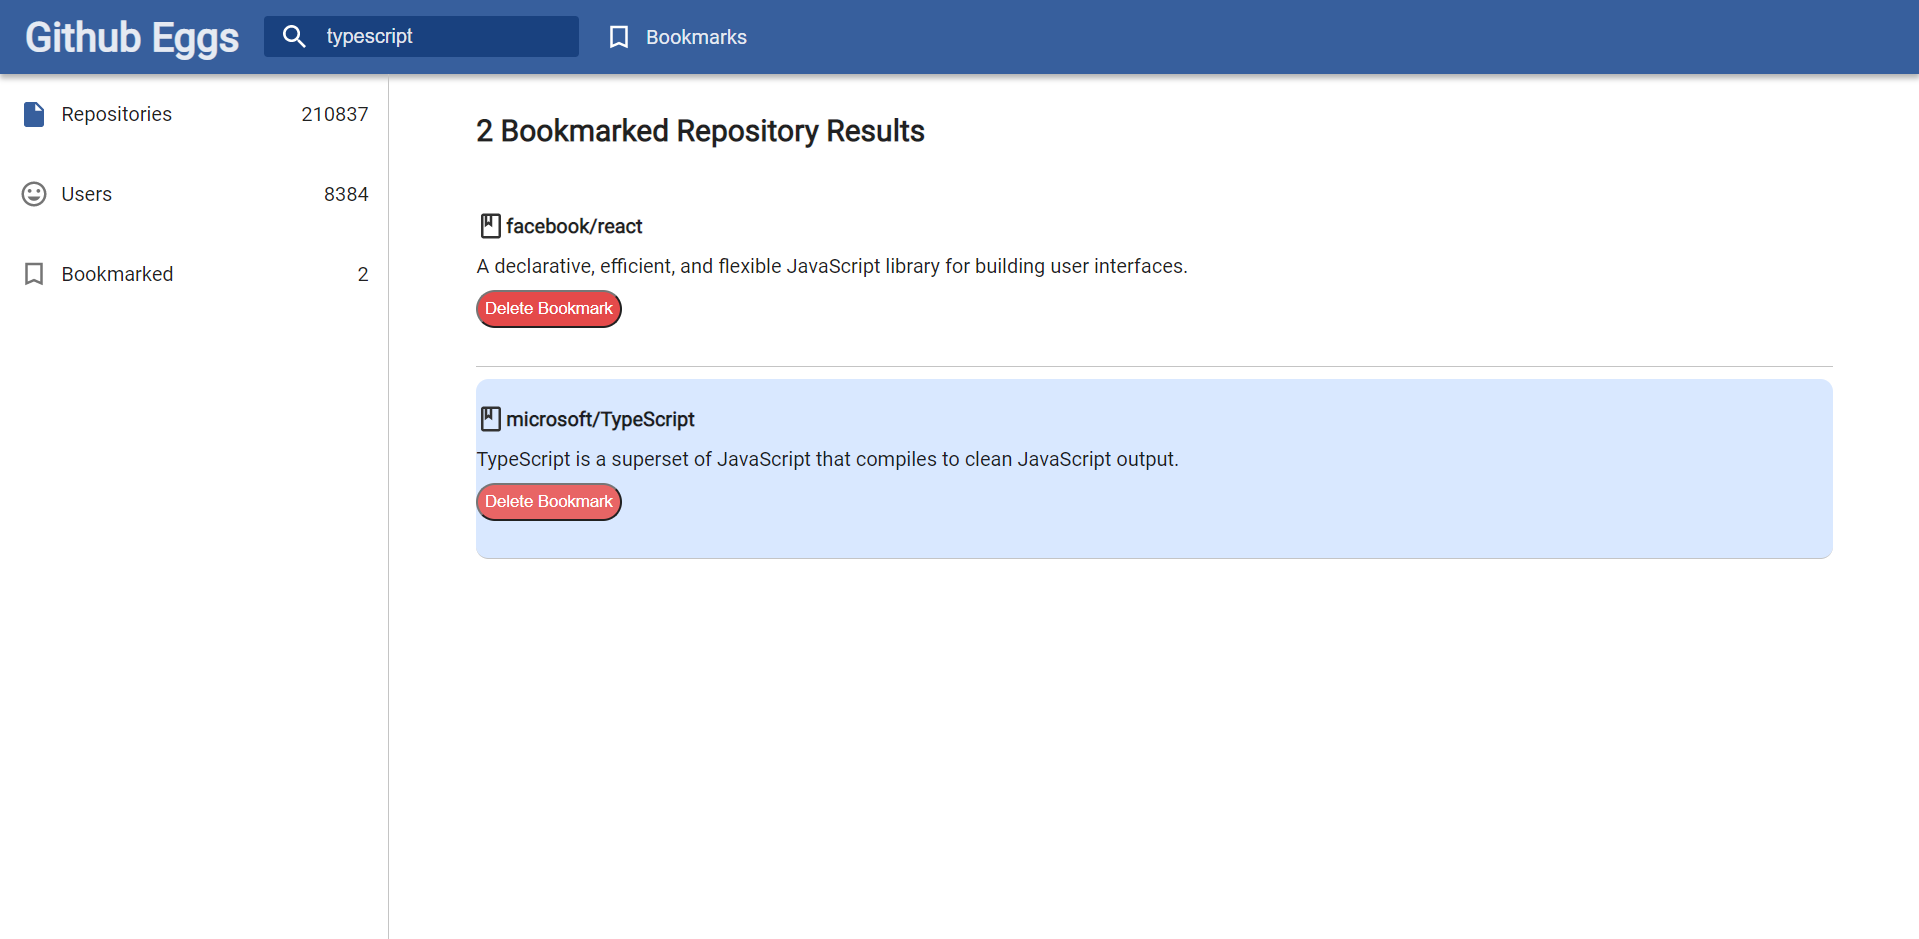 Github Eggs
typescript
Bookmarks
Repositories 210837
Users 8384
Bookmarked 2
2 Bookmarked Repository Results
facebook/react
A declarative, efficient, and flexible JavaScript library for building user interfaces.
Delete Bookmark
microsoft/TypeScript
TypeScript is a superset of JavaScript that compiles to clean JavaScript output.
Delete Bookmark